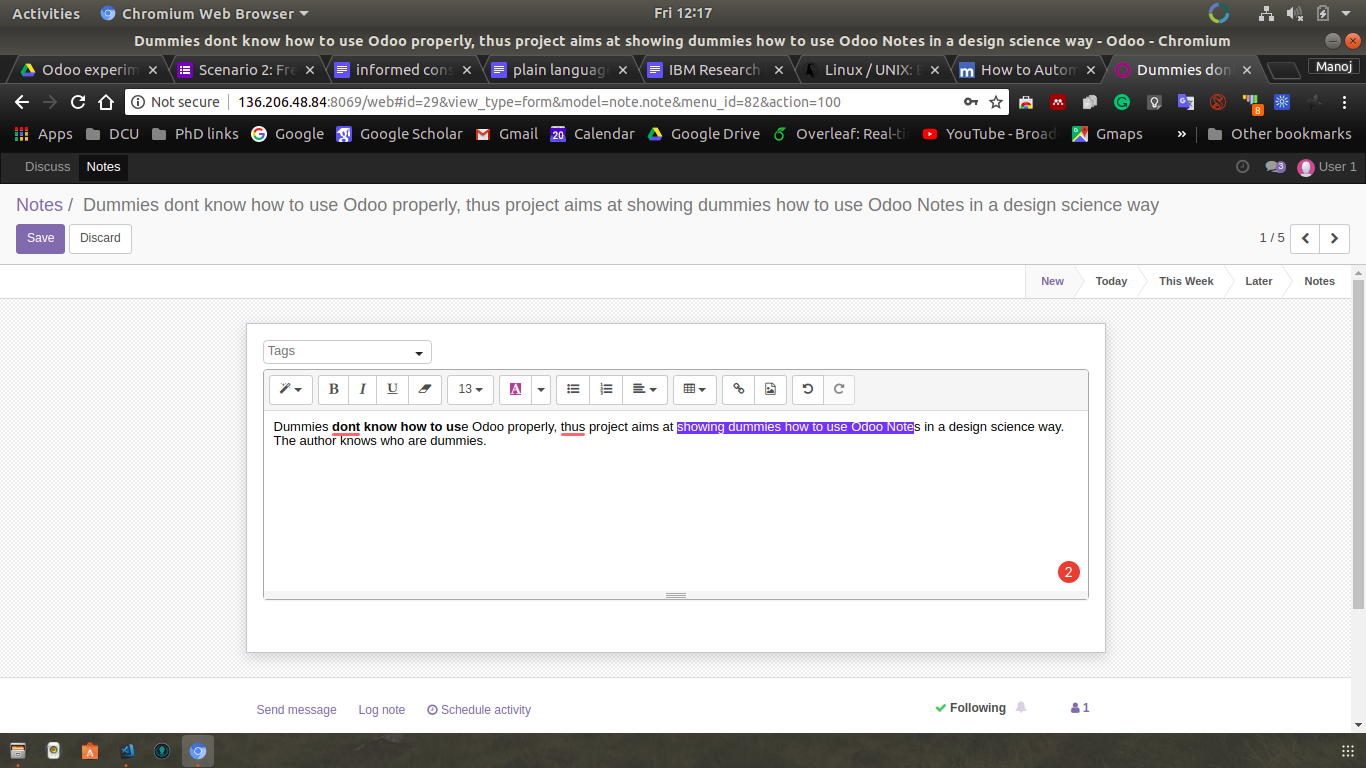 Activities Chromium Web Browser Fri 12:17
Dummies dont know how to use Odoo properly, thus project aims at showing dummes how to use Odoo Notes in a design science way - Odoo - Chromium
Odoo experim Scenario 2: Fre informed cons plain language IBM Research Linux / UNIX: How to Autom Dummies don Manoj
Not secure 136.206.48.84:8069/web#id=29&view_type=form&model=note.note&menu_id=82&action=100 8
Apps DCU PhD links Google Google Scholar Gmail 20 Calendar Google Drive Overleaf: Real-ti YouTube - Broad Gmaps » Other bookmarks
Discuss Notes 3 User 1
Notes / Dummies dont know how to use Odoo properly, thus project aims at showing dummies how to use Odoo Notes in a design science way
Save Discard 1 / 5
New Today This Week Later Notes
Tags
B I U 13 A
Dummies dont know how to use Odoo properly, thus project aims at showing dummies how to use Odoo Notes in a design science way.
The author knows who are dummies.
2
Send message Log note Schedule activity Following 1